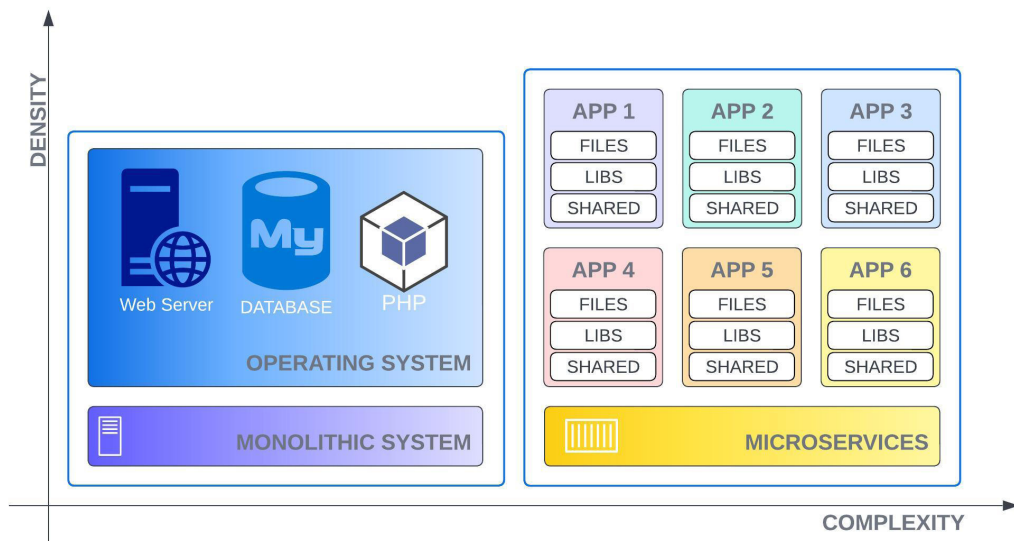 DENSITY
My
Web Server
DATABASE
PHP
OPERATING SYSTEM
MONOLITHIC SYSTEM
APP 1
FILES
LIBS
SHARED
APP 2
FILES
LIBS
SHARED
APP 3
FILES
LIBS
SHARED
APP 4
FILES
LIBS
SHARED
APP 5
FILES
LIBS
SHARED
APP 6
FILES
LIBS
SHARED
MICROSERVICES
COMPLEXITY